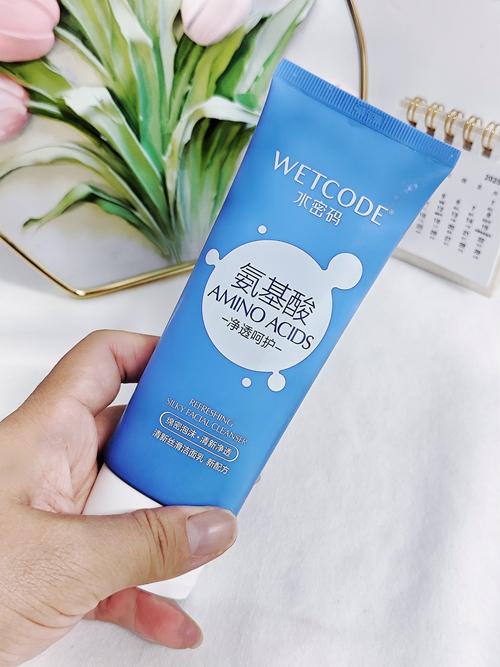 WETCODE®
水密码
氨基酸
AMINO ACIDS
-净透呵护-
REFRESHING
SILKY FACIAL CLEANSER
绵密泡沫·清新净透
清新丝滑洁面乳 新配方